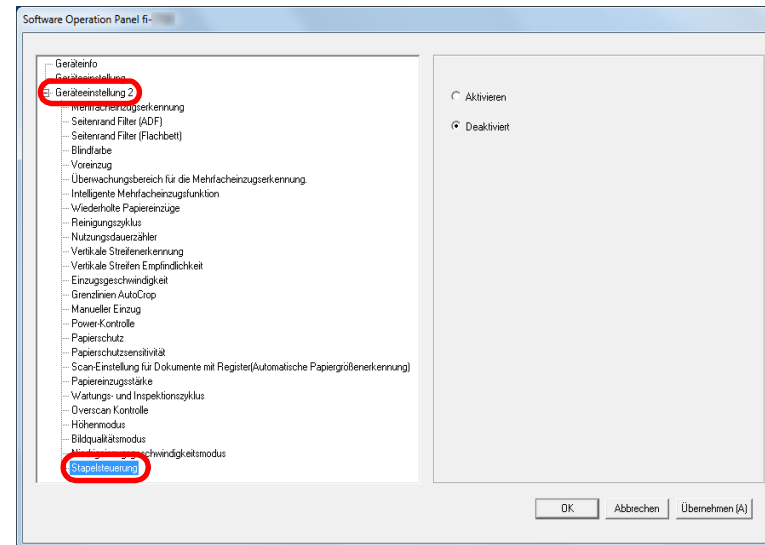 Software Operation Panel fi-
Geräteinfo
Geräteeinstellung
Geräteeinstellung 2
Mehrfacheinzugserkennung
Seitenrand Filter (ADF)
Seitenrand Filter (Flachbett)
Blindfarbe
Voreinzug
Überwachungsbereich für die Mehrfacheinzugserkennung.
Intelligente Mehrfacheinzugsfunktion
Wiederholte Papiereinzüge
Reinigungszyklus
Nutzungsdauerzähler
Vertikale Streifenerkennung
Vertikale Streifen Empfindlichkeit
Einzugsgeschwindigkeit
Grenzlinien AutoCrop
Manueller Einzug
Power-Kontrolle
Papierschutz
Papierschutzsensitivität
Scan-Einstellung für Dokumente mit Register(Automatische Papiergrößenerkennung)
Papiereinzugsstärke
Wartungs- und Inspektionszyklus
Overscan Kontrolle
Höhenmodus
Bildqualitätsmodus
Niedrigeinzugsgeschwindigkeitsmodus
Stapelsteuerung
Aktivieren
Deaktiviert
OK
Abbrechen
Übernehmen (A)